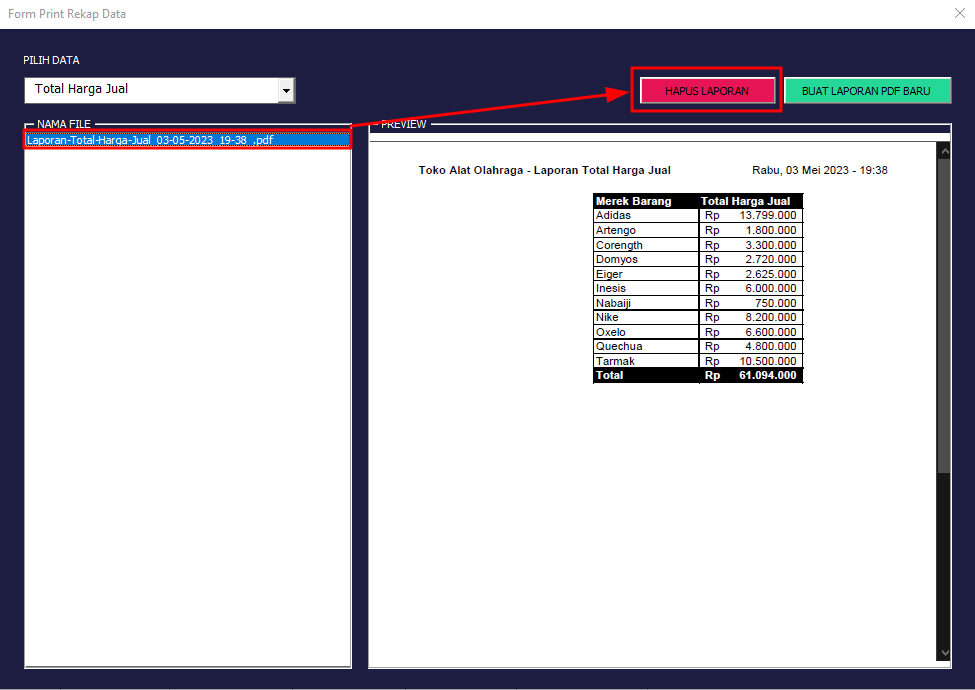 Form Print Rekap Data
PILIH DATA
Total Harga Jual
HAPUS LAPORAN
BUAT LAPORAN PDF BARU
NAMA FILE
Laporan-Total-Harga-Jual_03-05-2023_19-38_.pdf
PREVIEW
Toko Alat Olahraga - Laporan Total Harga Jual Rabu, 03 Mei 2023 - 19:38
Merek Barang Total Harga Jual
Adidas Rp 13.799.000
Artengo Rp 1.800.000
Corength Rp 3.300.000
Domyos Rp 2.720.000
Eiger Rp 2.625.000
Inesis Rp 6.000.000
Nabaiji Rp 750.000
Nike Rp 8.200.000
Oxelo Rp 6.600.000
Quechua Rp 4.800.000
Tarmak Rp 10.500.000
Total Rp 61.094.000